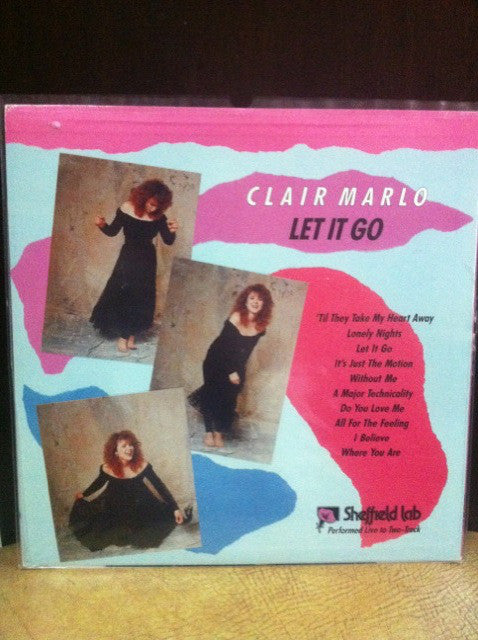 CLAIR MARLO
LET IT GO
'Til They Take My Heart Away
Lonely Nights
Let It Go
It's Just The Motion
Without Me
A Major Technicality
Do You Love Me
All For The Feeling
I Believe
Where You Are
Sheffield Lab
Performed Live to Two-Track